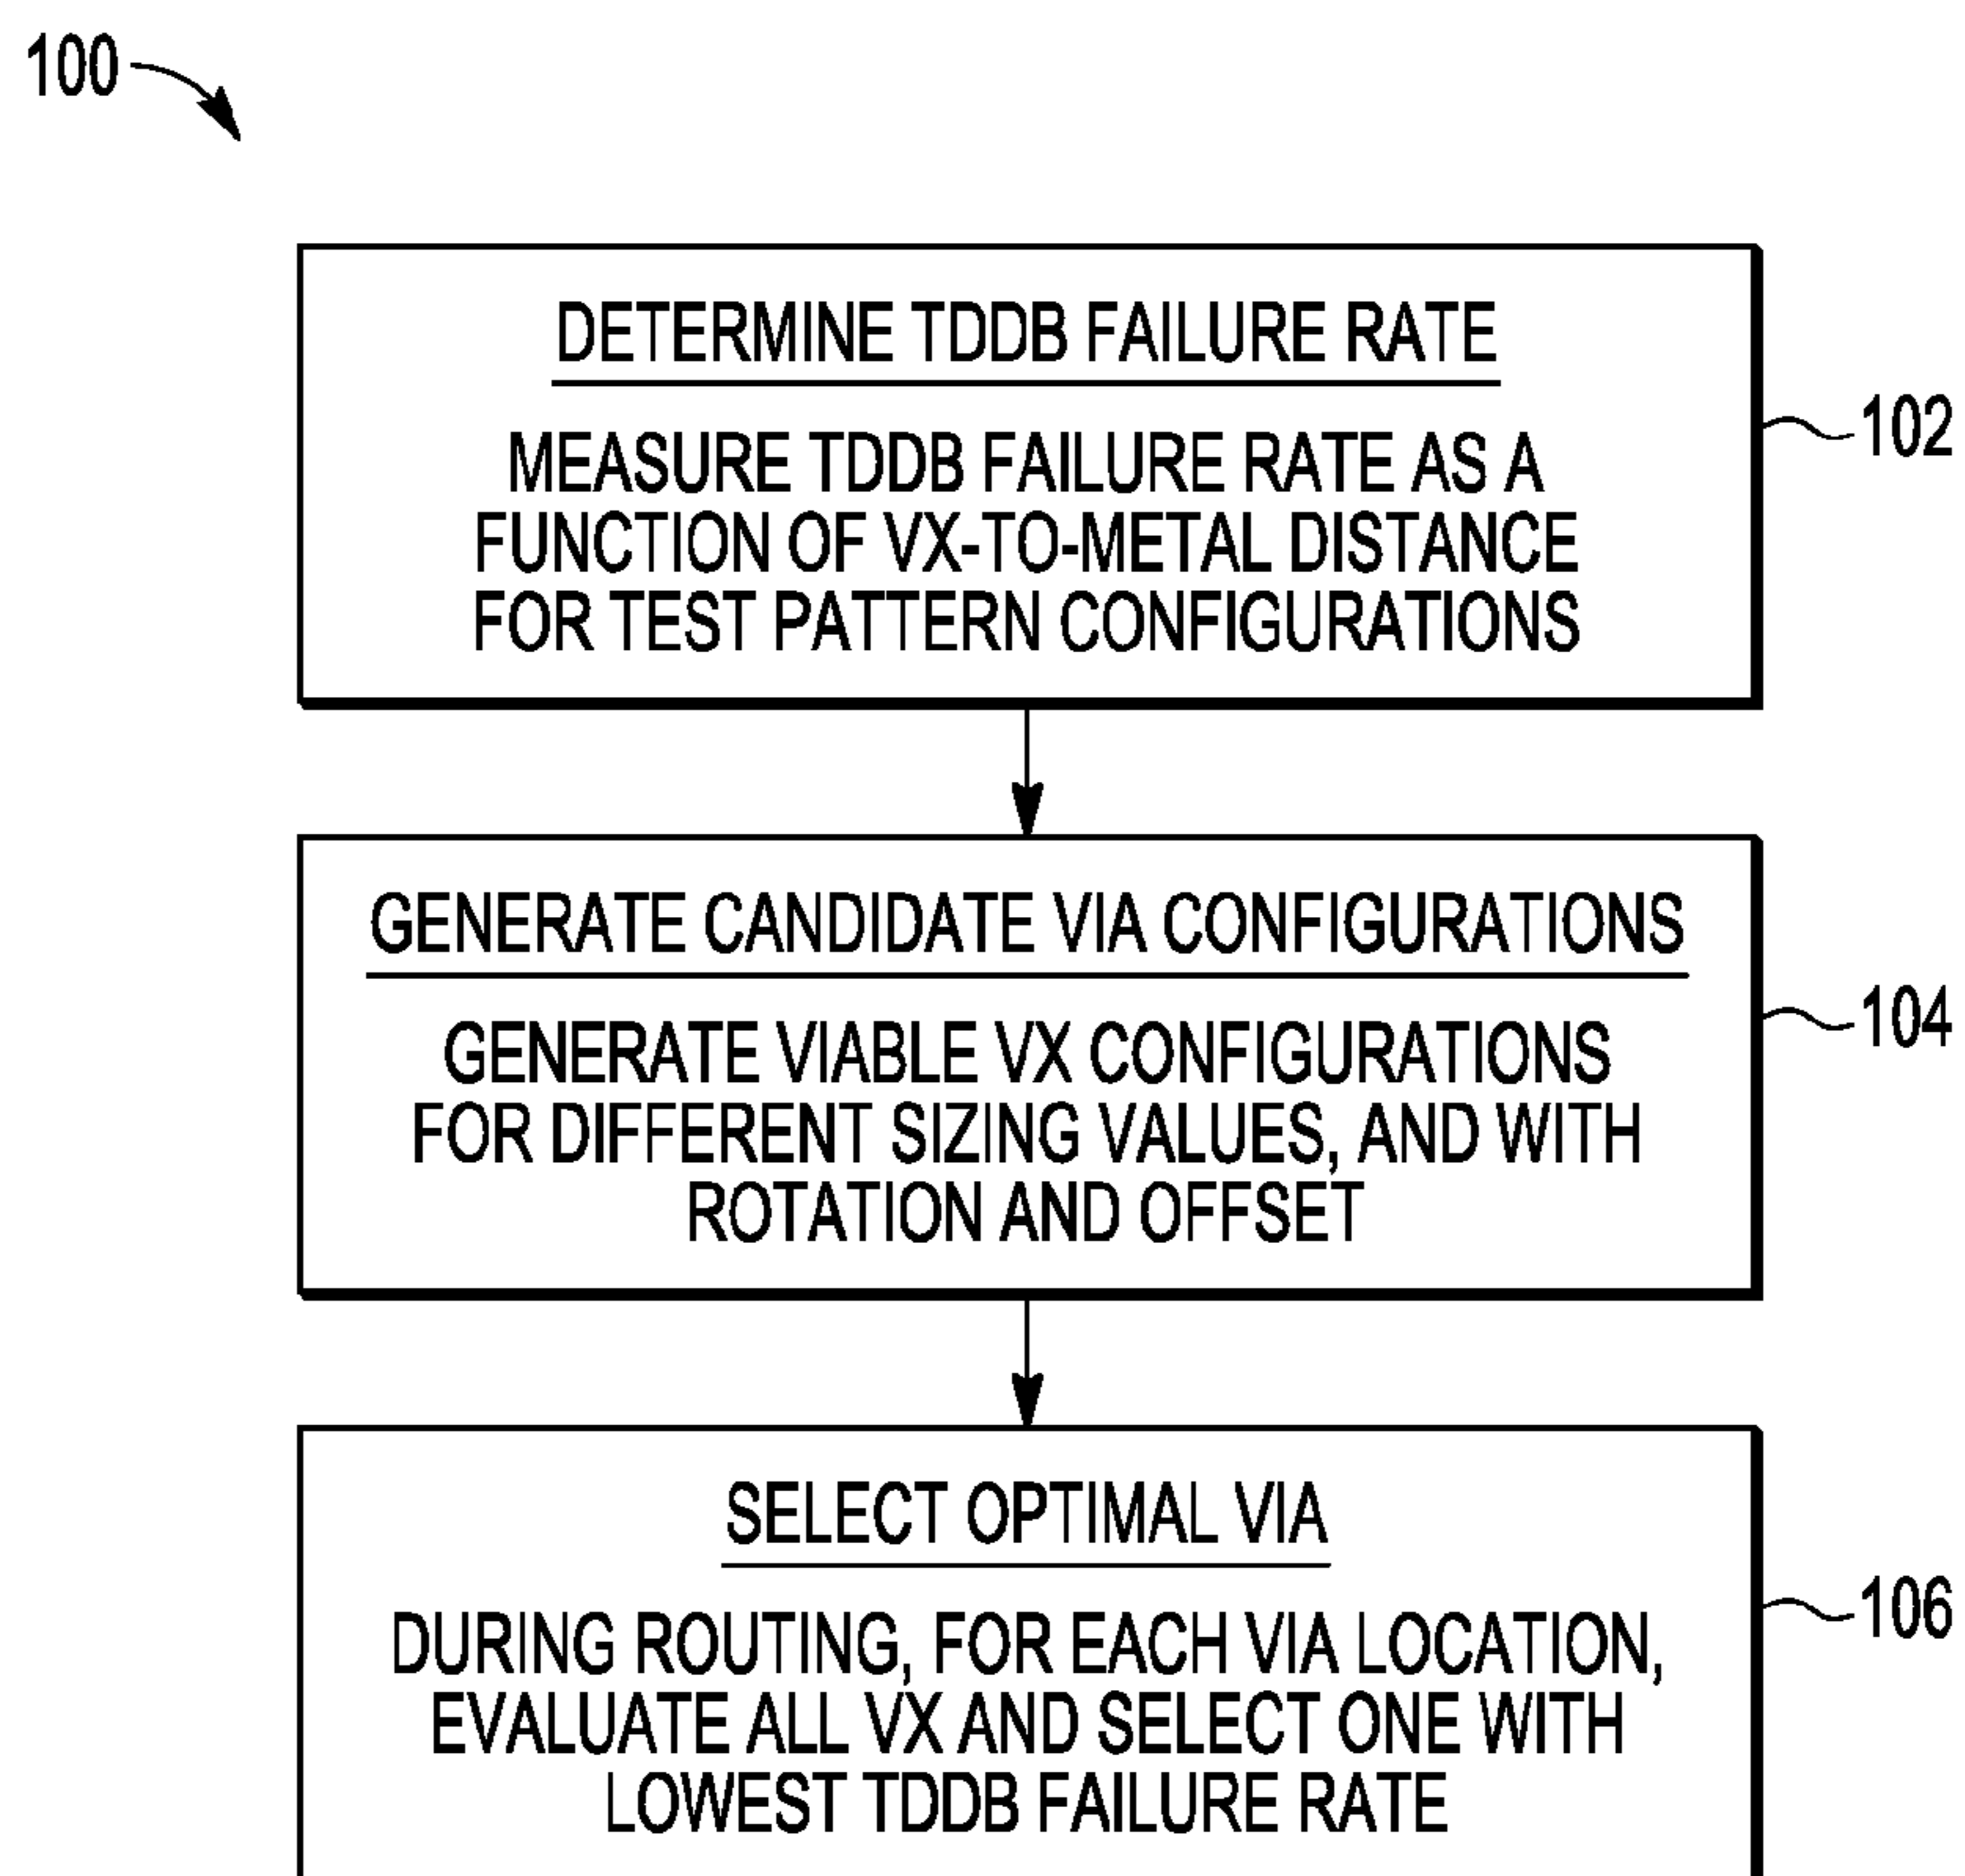 100
DETERMINE TDDB FAILURE RATE
MEASURE TDDB FAILURE RATE AS A
FUNCTION OF VX-TO-METAL DISTANCE
FOR TEST PATTERN CONFIGURATIONS
102
GENERATE CANDIDATE VIA CONFIGURATIONS
GENERATE VIABLE VX CONFIGURATIONS
FOR DIFFERENT SIZING VALUES, AND WITH
ROTATION AND OFFSET
104
SELECT OPTIMAL VIA
DURING ROUTING, FOR EACH VIA LOCATION,
EVALUATE ALL VX AND SELECT ONE WITH
LOWEST TDDB FAILURE RATE
106